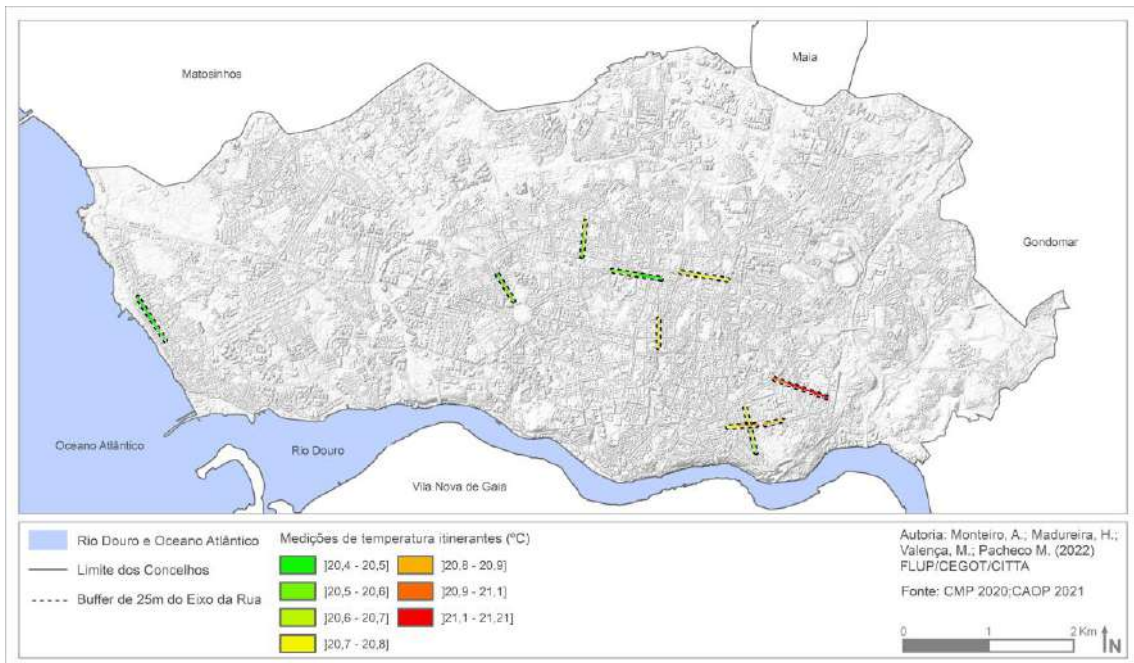 Matosinhos
Maia
Gondomar
Oceano Atlântico
Rio Douro
Vila Nova de Gaia
Rio Douro e Oceano Atlântico
Limite dos Concelhos
Buffer de 25m do Eixo da Rua
Medições de temperatura itinerantes (ºC)
]20,4 - 20,5]
]20,5 - 20,6]
]20,6 - 20,7]
]20,7 - 20,8]
]20,8 - 20,9]
]20,9 - 21,1]
]21,1 - 21,21]
Autoria: Monteiro, A.; Madureira, H.;
Valença, M.; Pacheco M. (2022)
FLUP/CEGOT/CITTA
Fonte: CMP 2020;CAOP 2021
0 1 2 Km N